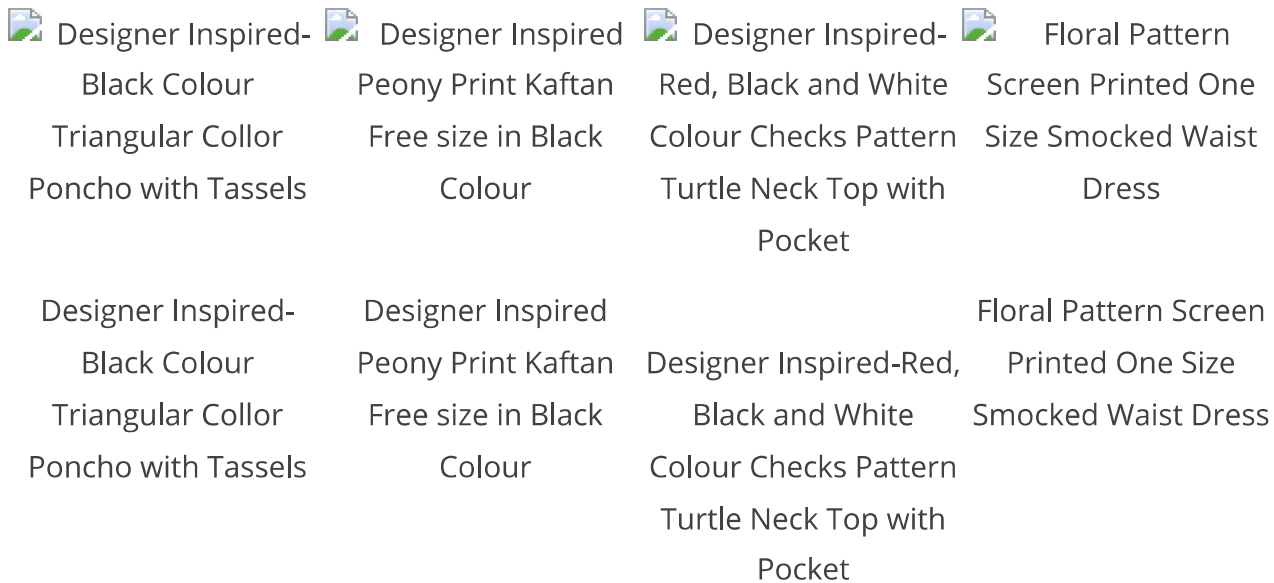 Designer Inspired-
Black Colour
Triangular Collor
Poncho with Tassels
Designer Inspired
Peony Print Kaftan
Free size in Black
Colour
Designer Inspired-
Red, Black and White
Colour Checks Pattern
Turtle Neck Top with
Pocket
Floral Pattern
Screen Printed One
Size Smocked Waist
Dress
Designer Inspired-
Black Colour
Triangular Collor
Poncho with Tassels
Designer Inspired
Peony Print Kaftan
Free size in Black
Colour
Designer Inspired-Red,
Black and White
Colour Checks Pattern
Turtle Neck Top with
Pocket
Floral Pattern Screen
Printed One Size
Smocked Waist Dress